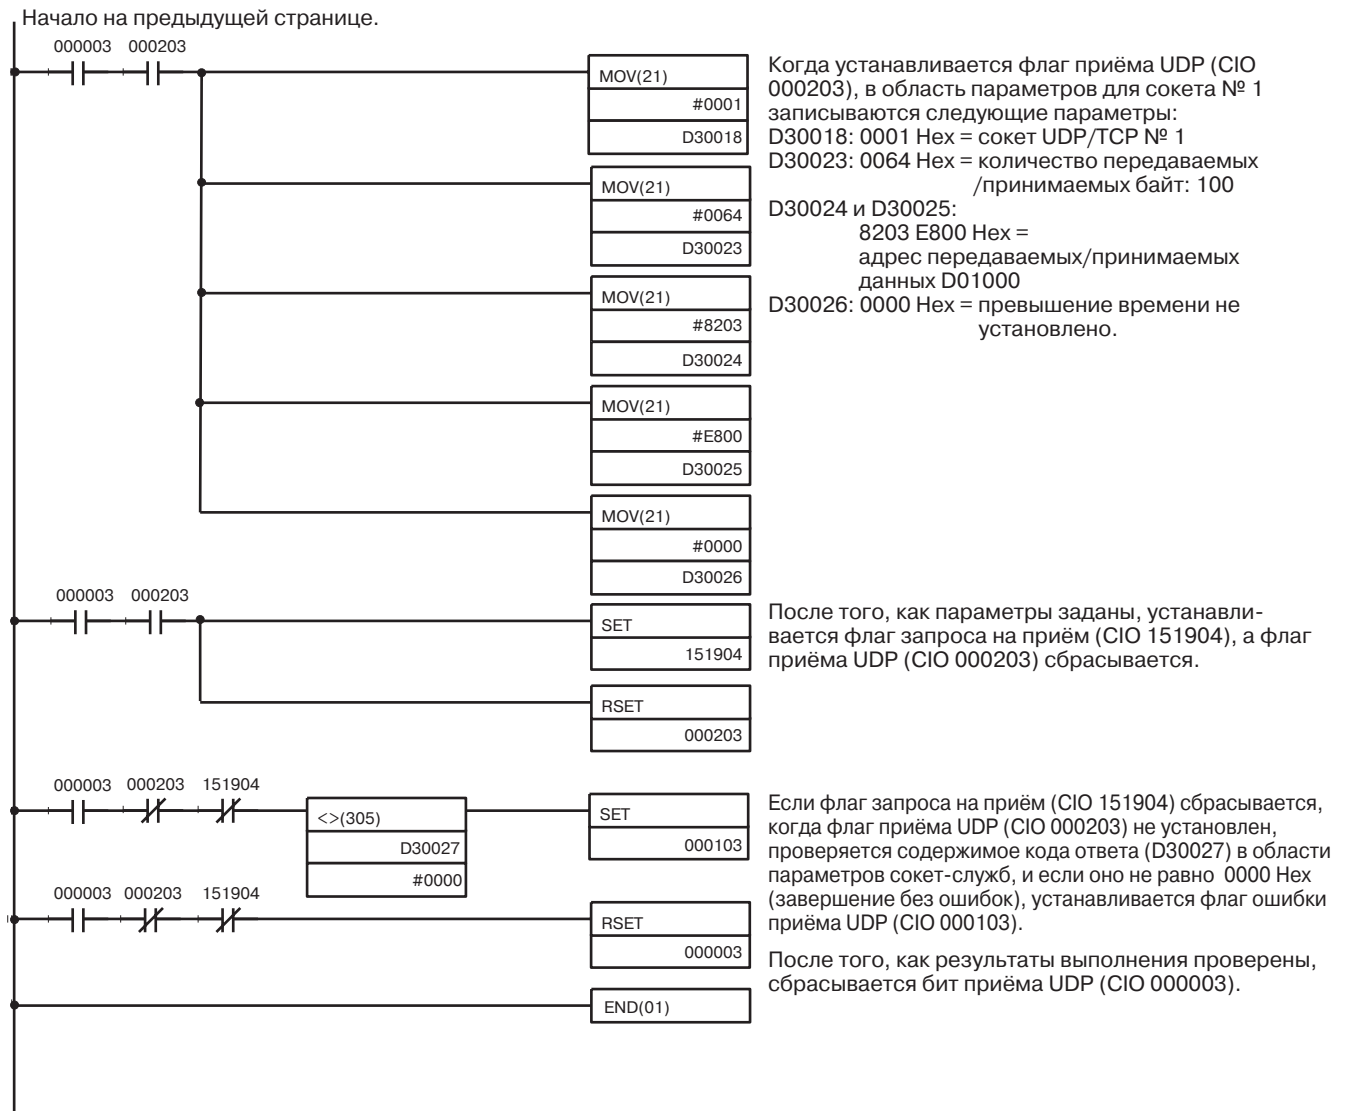 Начало на предыдущей странице.
000003 000203
MOV(21)
#0001
D30018
MOV(21)
#0064
D30023
MOV(21)
#8203
D30024
MOV(21)
#E800
D30025
MOV(21)
#0000
D30026
Когда устанавливается флаг приёма UDP (CIO
000203), в область параметров для сокета № 1
записываются следующие параметры:
D30018: 0001 Hex = сокет UDP/TCP № 1
D30023: 0064 Hex = количество передаваемых
/принимаемых байт: 100
D30024 и D30025:
8203 E800 Hex =
адрес передаваемых/принимаемых
данных D01000
D30026: 0000 Hex = превышение времени не
установлено.
000003 000203
SET
151904
RSET
000203
После того, как параметры заданы, устанавли-
вается флаг запроса на приём (CIO 151904), а флаг
приёма UDP (CIO 000203) сбрасывается.
000003 000203 151904
<>(305)
D30027
#0000
SET
000103
Если флаг запроса на приём (CIO 151904) сбрасывается,
когда флаг приёма UDP (CIO 000203) не установлен,
проверяется содержимое кода ответа (D30027) в области
параметров сокет-служб, и если оно не равно 0000 Hex
(завершение без ошибок), устанавливается флаг ошибки
приёма UDP (CIO 000103).
000003 000203 151904
RSET
000003
После того, как результаты выполнения проверены,
сбрасывается бит приёма UDP (CIO 000003).
END(01)